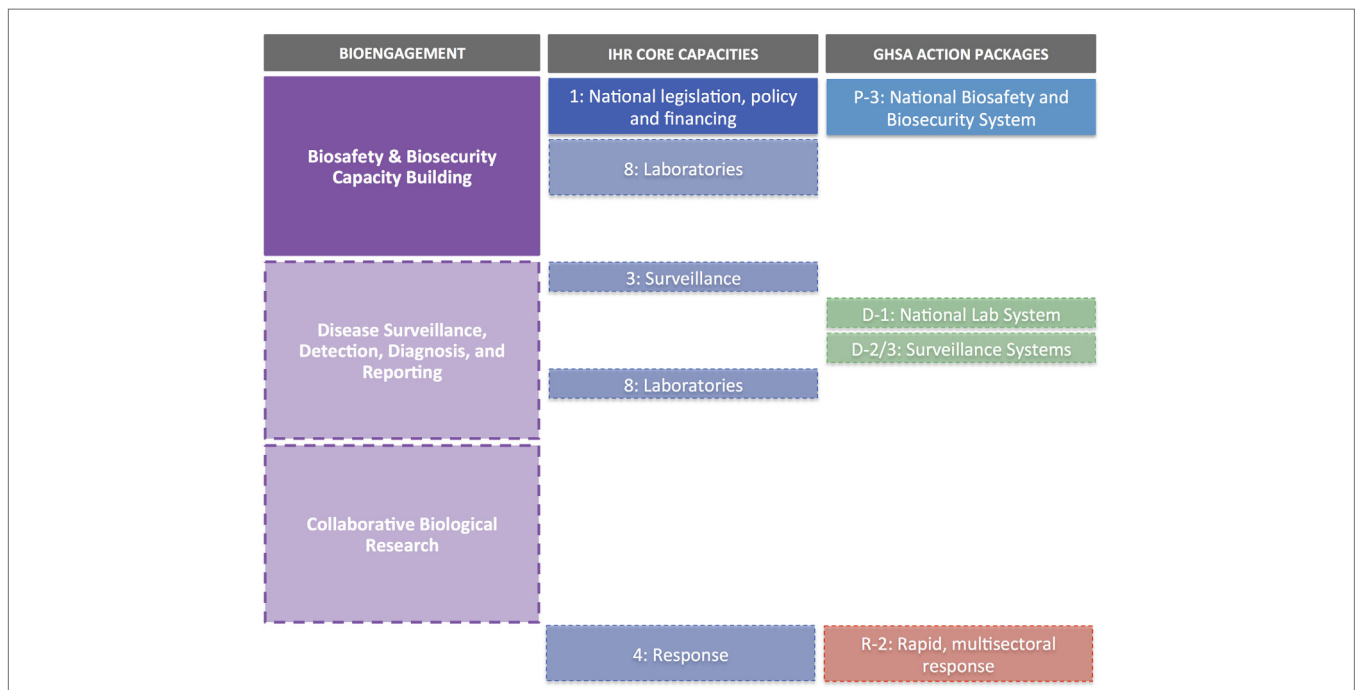 BIOENGAGEMENT
IHR CORE CAPACITIES
GHSA ACTION PACKAGES
Biosafety & Biosecurity
Capacity Building
1: National legislation, policy
and financing
P-3: National Biosafety and
Biosecurity System
8: Laboratories
Disease Surveillance,
Detection, Diagnosis, and
Reporting
3: Surveillance
D-1: National Lab System
D-2/3: Surveillance Systems
8: Laboratories
Collaborative Biological
Research
4: Response
R-2: Rapid, multisectoral
response